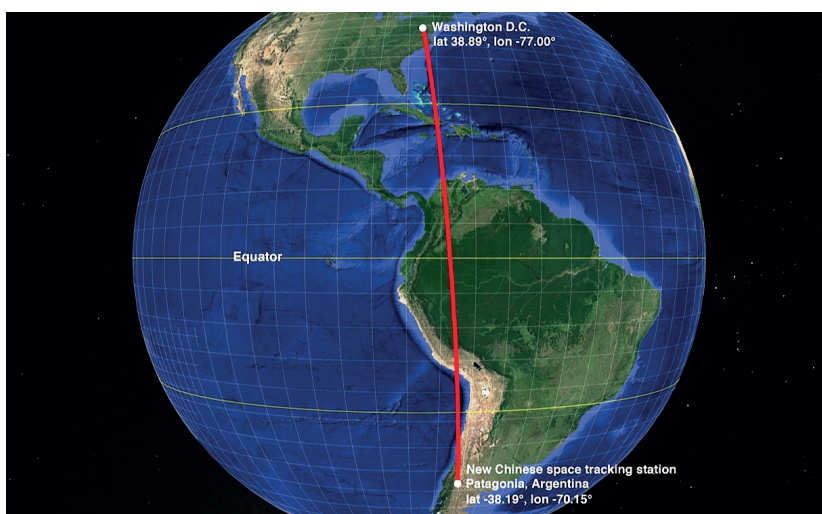 Washington D.C.
lat 38.89°, lon -77.00°
Equator
New Chinese space tracking station
Patagonia, Argentina
lat -38.19°, lon -70.15°